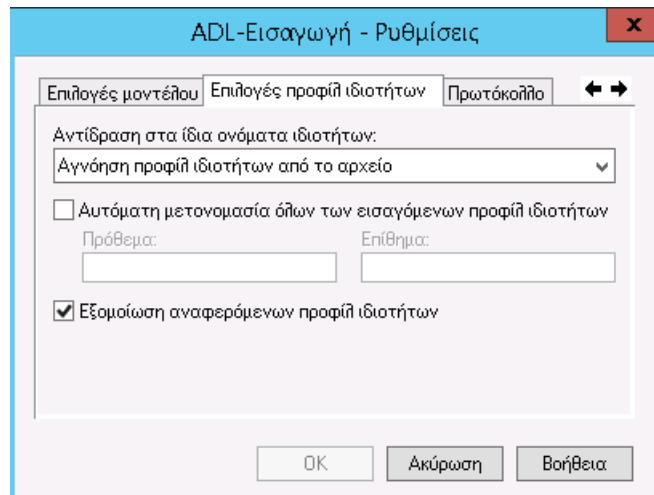 ADL-Εισαγωγή - Ρυθμίσεις
x
Επιλογές μοντέλου Επιλογές προφίλ ιδιοτήτων Πρωτόκολλο
Αντίδραση στα ίδια ονόματα ιδιοτήτων:
Αγνόηση προφίλ ιδιοτήτων από το αρχείο
Αυτόματη μετονομασία όλων των εισαγόμενων προφίλ ιδιοτήτων
Πρόθεμα: Επίθημα:
Εξομοίωση αναφερόμενων προφίλ ιδιοτήτων
OK Ακύρωση Βοήθεια